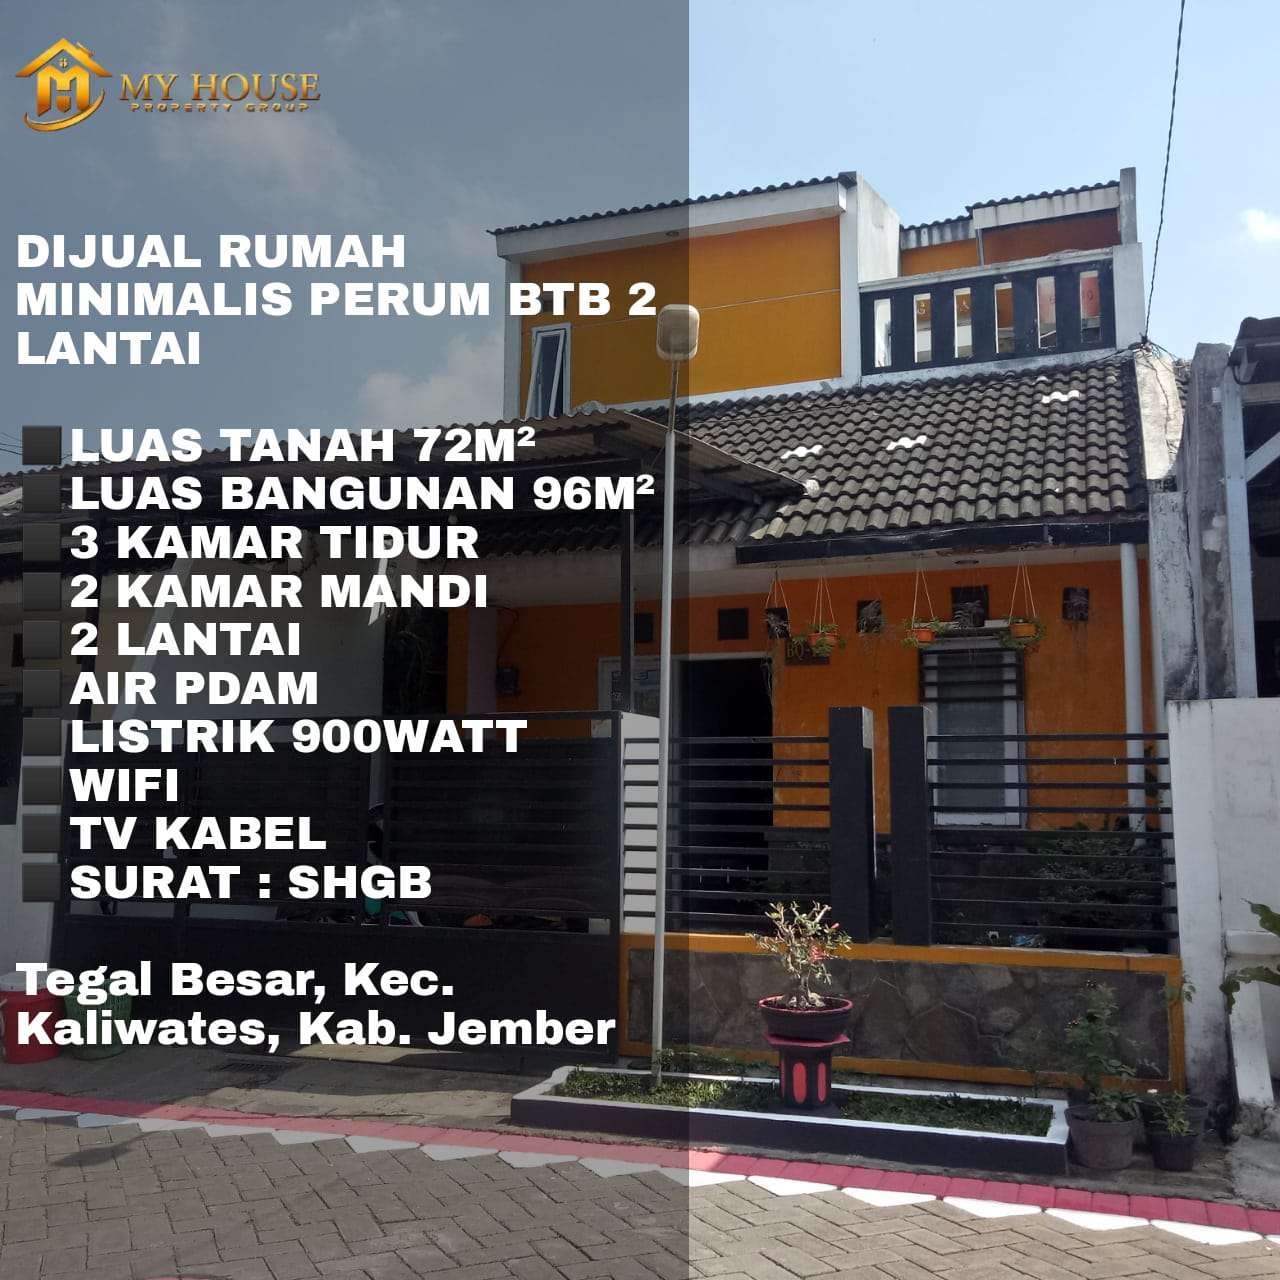 MY HOUSE
PROPERTY GROUP
DIJUAL RUMAH
MINIMALIS PERUM BTB 2
LANTAI
LUAS TANAH 72M²
LUAS BANGUNAN 96M²
3 KAMAR TIDUR
2 KAMAR MANDI
2 LANTAI
AIR PDAM
LISTRIK 900WATT
WIFI
TV KABEL
SURAT : SHGB
Tegal Besar, Kec.
Kaliwates, Kab. Jember